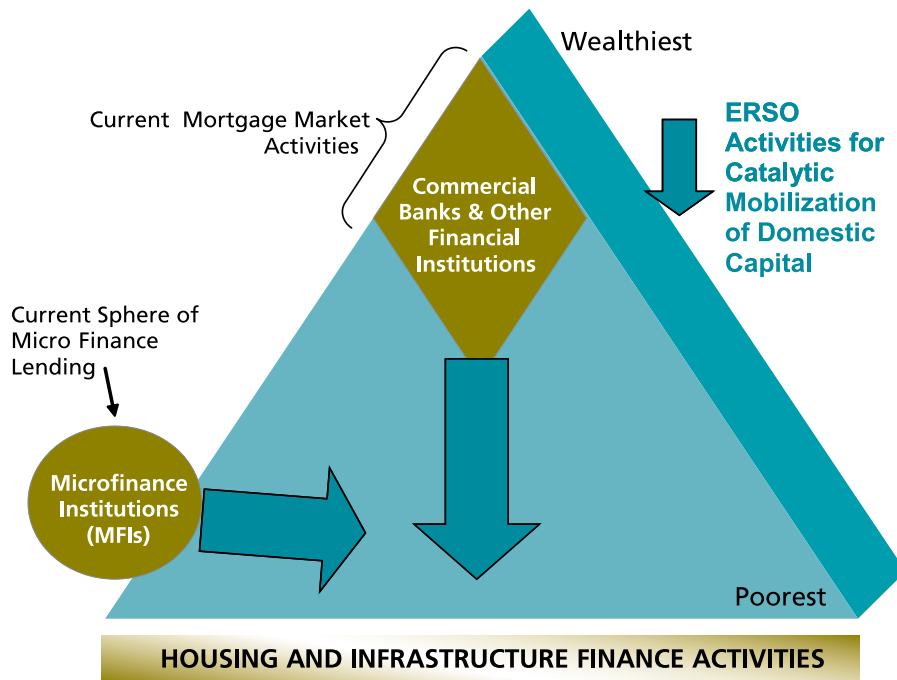 Wealthiest
Current Mortgage Market
Activities
ERSO
Activities for
Catalytic
Mobilization
of Domestic
Capital
Commercial
Banks & Other
Financial
Institutions
Current Sphere of
Micro Finance
Lending
Microfinance
Institutions
(MFIs)
Poorest
HOUSING AND INFRASTRUCTURE FINANCE ACTIVITIES